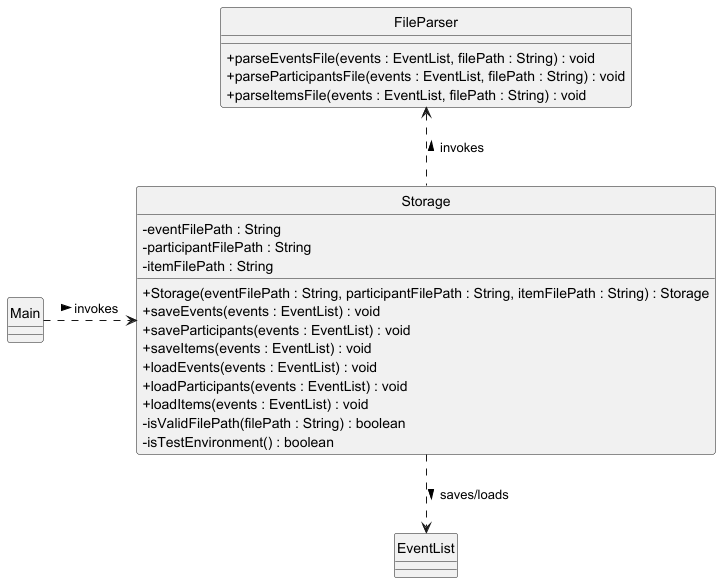 FileParser
+parseEventsFile(events : EventList, filePath : String) : void
+parseParticipantsFile(events : EventList, filePath : String) : void
+parseItemsFile(events : EventList, filePath : String) : void
invokes
Storage
-eventFilePath : String
-participantFilePath : String
-itemFilePath : String
+Storage(eventFilePath : String, participantFilePath : String, itemFilePath : String) : Storage
+saveEvents(events : EventList) : void
+saveParticipants(events : EventList) : void
+saveItems(events : EventList) : void
+loadEvents(events : EventList) : void
+loadParticipants(events : EventList) : void
+loadItems(events : EventList) : void
-isValidFilePath(filePath : String) : boolean
-isTestEnvironment() : boolean
Main
invokes
saves/loads
EventList